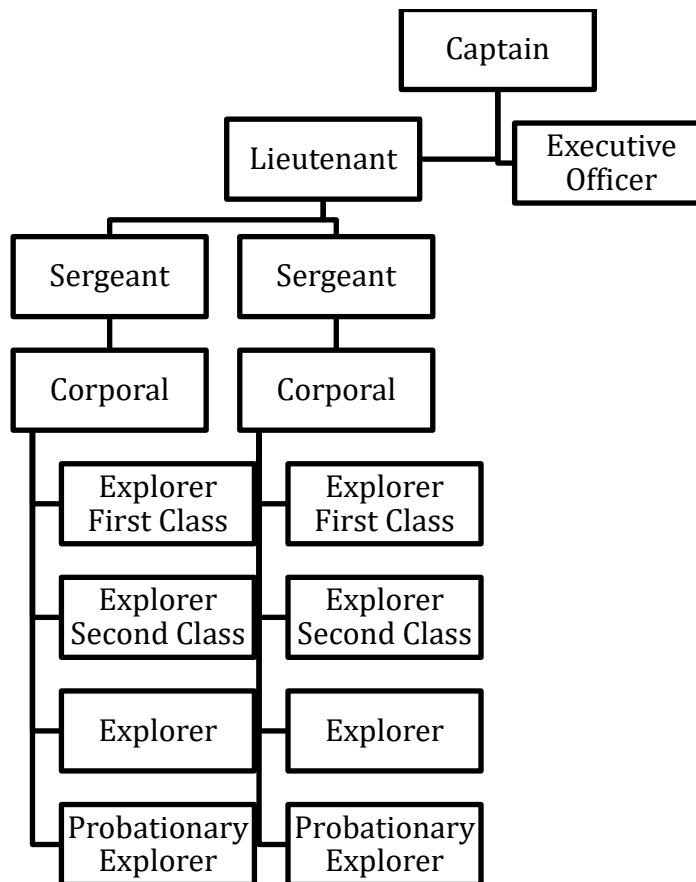 Captain
Lieutenant
Executive
Officer
Sergeant
Sergeant
Corporal
Corporal
Explorer
First Class
Explorer
First Class
Explorer
Second Class
Explorer
Second Class
Explorer
Explorer
Probationary
Explorer
Probationary
Explorer